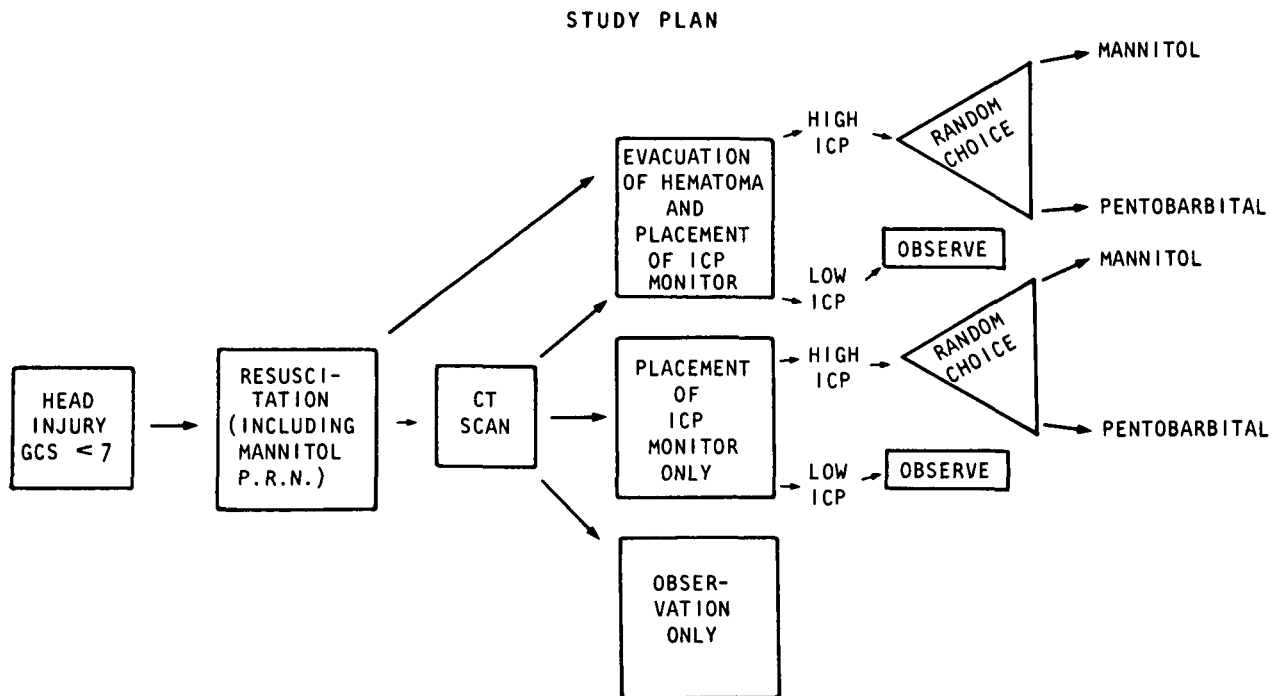 STUDY PLAN
HEAD
INJURY
GCS < 7
RESUSCI-
TATION
(INCLUDING
MANNITOL
P.R.N.)
CT
SCAN
EVACUATION
OF HEMATOMA
AND
PLACEMENT
OF ICP
MONITOR
HIGH
ICP
RANDOM
CHOICE
MANNITOL
PENTOBARBITAL
LOW
ICP
OBSERVE
PLACEMENT
OF
ICP
MONITOR
ONLY
HIGH
ICP
RANDOM
CHOICE
MANNITOL
PENTOBARBITAL
LOW
ICP
OBSERVE
OBSER-
VATION
ONLY